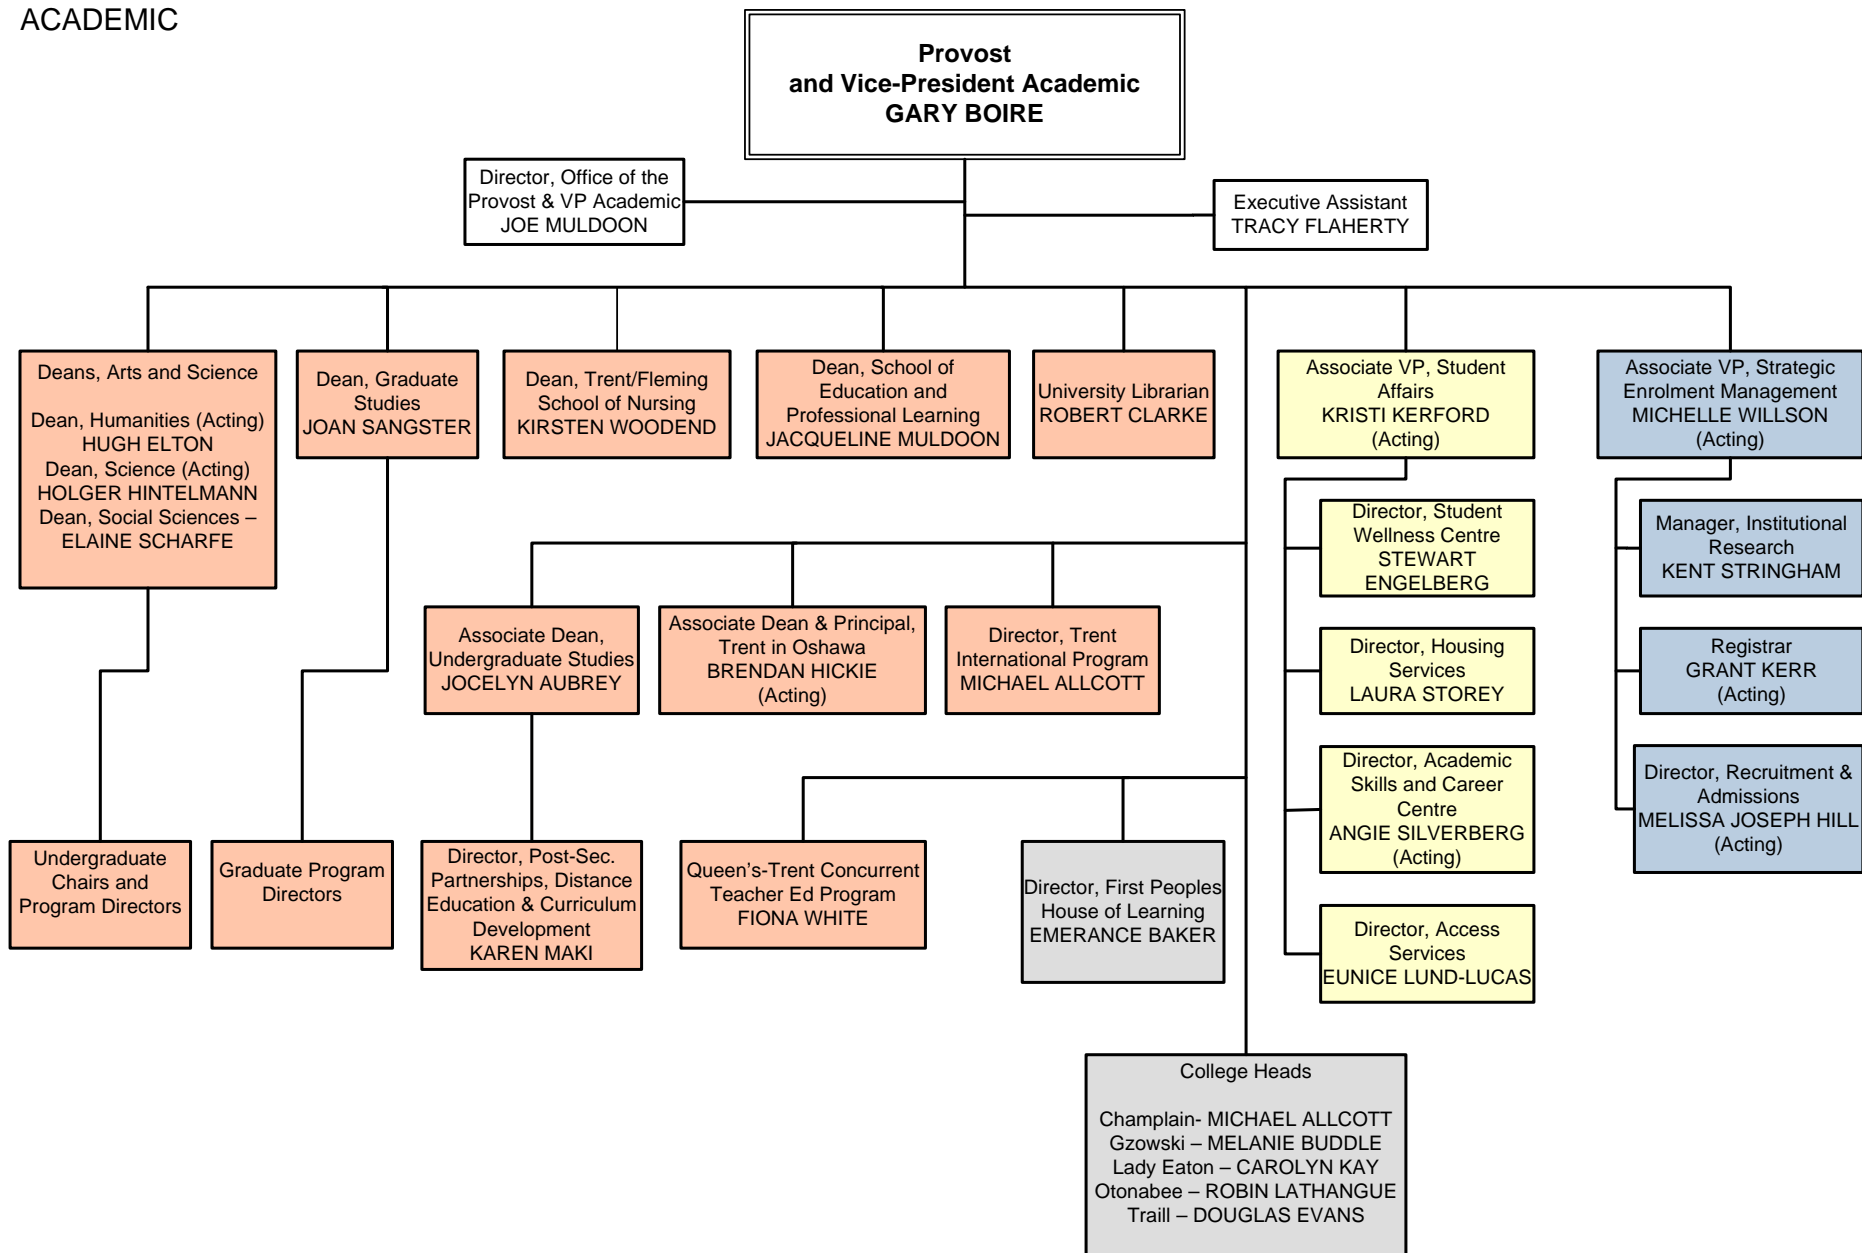 ACADEMIC
Provost
and Vice-President Academic
GARY BOIRE
Director, Office of the
Provost & VP Academic
JOE MULDOON
Executive Assistant
TRACY FLAHERTY
Deans, Arts and Science
Dean, Humanities (Acting)
HUGH ELTON
Dean, Science (Acting)
HOLGER HINTELMANN
Dean, Social Sciences –
ELAINE SCHARFE
Dean, Graduate
Studies
JOAN SANGSTER
Dean, Trent/Fleming
School of Nursing
KIRSTEN WOODEND
Dean, School of
Education and
Professional Learning
JACQUELINE MULDOON
University Librarian
ROBERT CLARKE
Associate VP, Student
Affairs
KRISTI KERFORD
(Acting)
Associate VP, Strategic
Enrolment Management
MICHELLE WILLSON
(Acting)
Director, Student
Wellness Centre
STEWART
ENGELBERG
Manager, Institutional
Research
KENT STRINGHAM
Associate Dean,
Undergraduate Studies
JOCELYN AUBREY
Associate Dean & Principal,
Trent in Oshawa
BRENDAN HICKIE
(Acting)
Director, Trent
International Program
MICHAEL ALLCOTT
Director, Housing
Services
LAURA STOREY
Registrar
GRANT KERR
(Acting)
Director, Academic
Skills and Career
Centre
ANGIE SILVERBERG
(Acting)
Director, Recruitment &
Admissions
MELISSA JOSEPH HILL
(Acting)
Undergraduate
Chairs and
Program Directors
Graduate Program
Directors
Director, Post-Sec.
Partnerships, Distance
Education & Curriculum
Development
KAREN MAKI
Queen's-Trent Concurrent
Teacher Ed Program
FIONA WHITE
Director, First Peoples
House of Learning
EMERANCE BAKER
Director, Access
Services
EUNICE LUND-LUCAS
College Heads
Champlain- MICHAEL ALLCOTT
Gzowski – MELANIE BUDDLE
Lady Eaton – CAROLYN KAY
Otonabee – ROBIN LATHANGUE
Traill – DOUGLAS EVANS